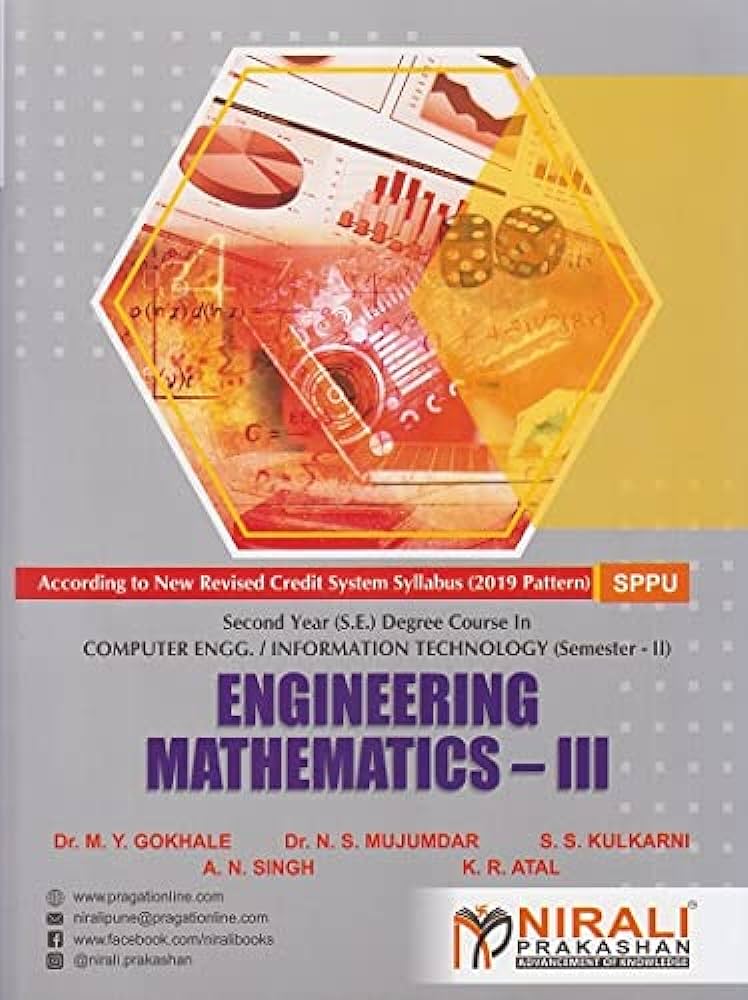 a(n x) d(n x)
C =
According to New Revised Credit System Syllabus (2019 Pattern) SPPU
Second Year (S.E.) Degree Course In
COMPUTER ENGG. / INFORMATION TECHNOLOGY (Semester - II)
ENGINEERING
MATHEMATICS – III
Dr. M. Y. GOKHALE Dr. N. S. MUJUMDAR S. S. KULKARNI
A. N. SINGH K. R. ATAL
www.pragationline.com
niralipune@pragationline.com
www.facebook.com/niralibooks
@nirali.prakashan
NIRALI
PRAKASHAN
ADVANCEMENT OF KNOWLEDGE